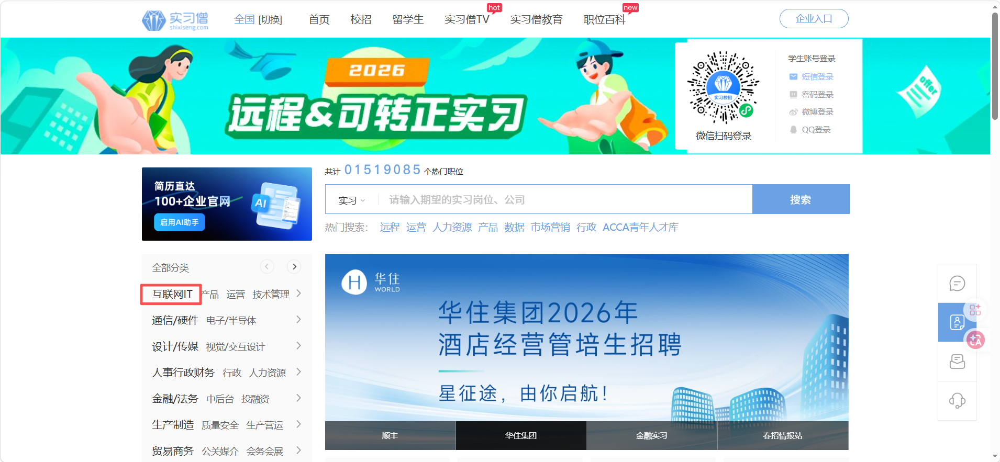 实习僧
shixiseng.com
全国 [切换]
首页
校招
留学生
实习僧TV
hot
实习僧教育
职位百科
new
企业入口
2026
远程&可转正实习
实习校招
微信扫码登录
学生账号登录
短信登录
密码登录
微博登录
QQ登录
offer
简历直达
100+企业官网
启用AI助手
AI
共计 01519085 个热门职位
实习
请输入期望的实习岗位、公司
搜索
热门搜索： 远程 运营 人力资源 产品 数据 市场营销 行政 ACCA青年人才库
全部分类
互联网IT 产品 运营 技术管理
通信/硬件 电子/半导体
设计/传媒 视觉/交互设计
人事行政财务 行政 人力资源
金融/法务 中后台 投融资
生产制造 质量安全 生产营运
贸易商务 公关媒介 会务会展
H 华住
WORLD
华住集团2026年
酒店经营管培生招聘
星征途，由你启航！
顺丰
华住集团
金融实习
春招情报站
A